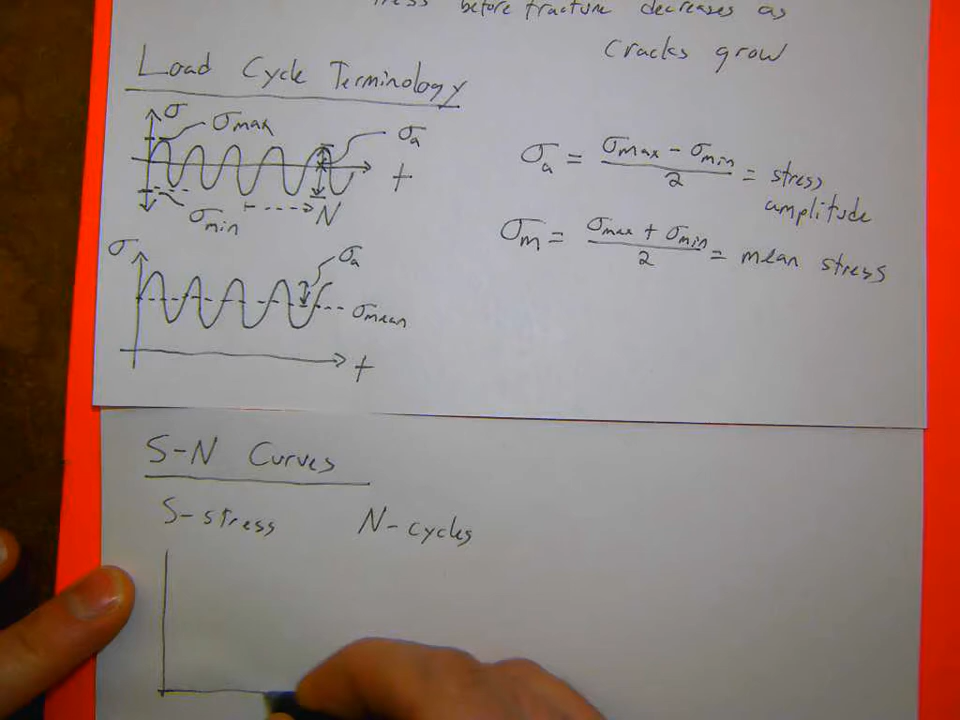 before fracture decreases as
cracks grow
Load Cycle Terminology
σ
σmax
σa
t
σmin
N
σa = σmax - σmin / 2 = stress amplitude
σm = σmax + σmin / 2 = mean stress
σ
σa
σmean
t
S-N Curves
S-stress N-cycles